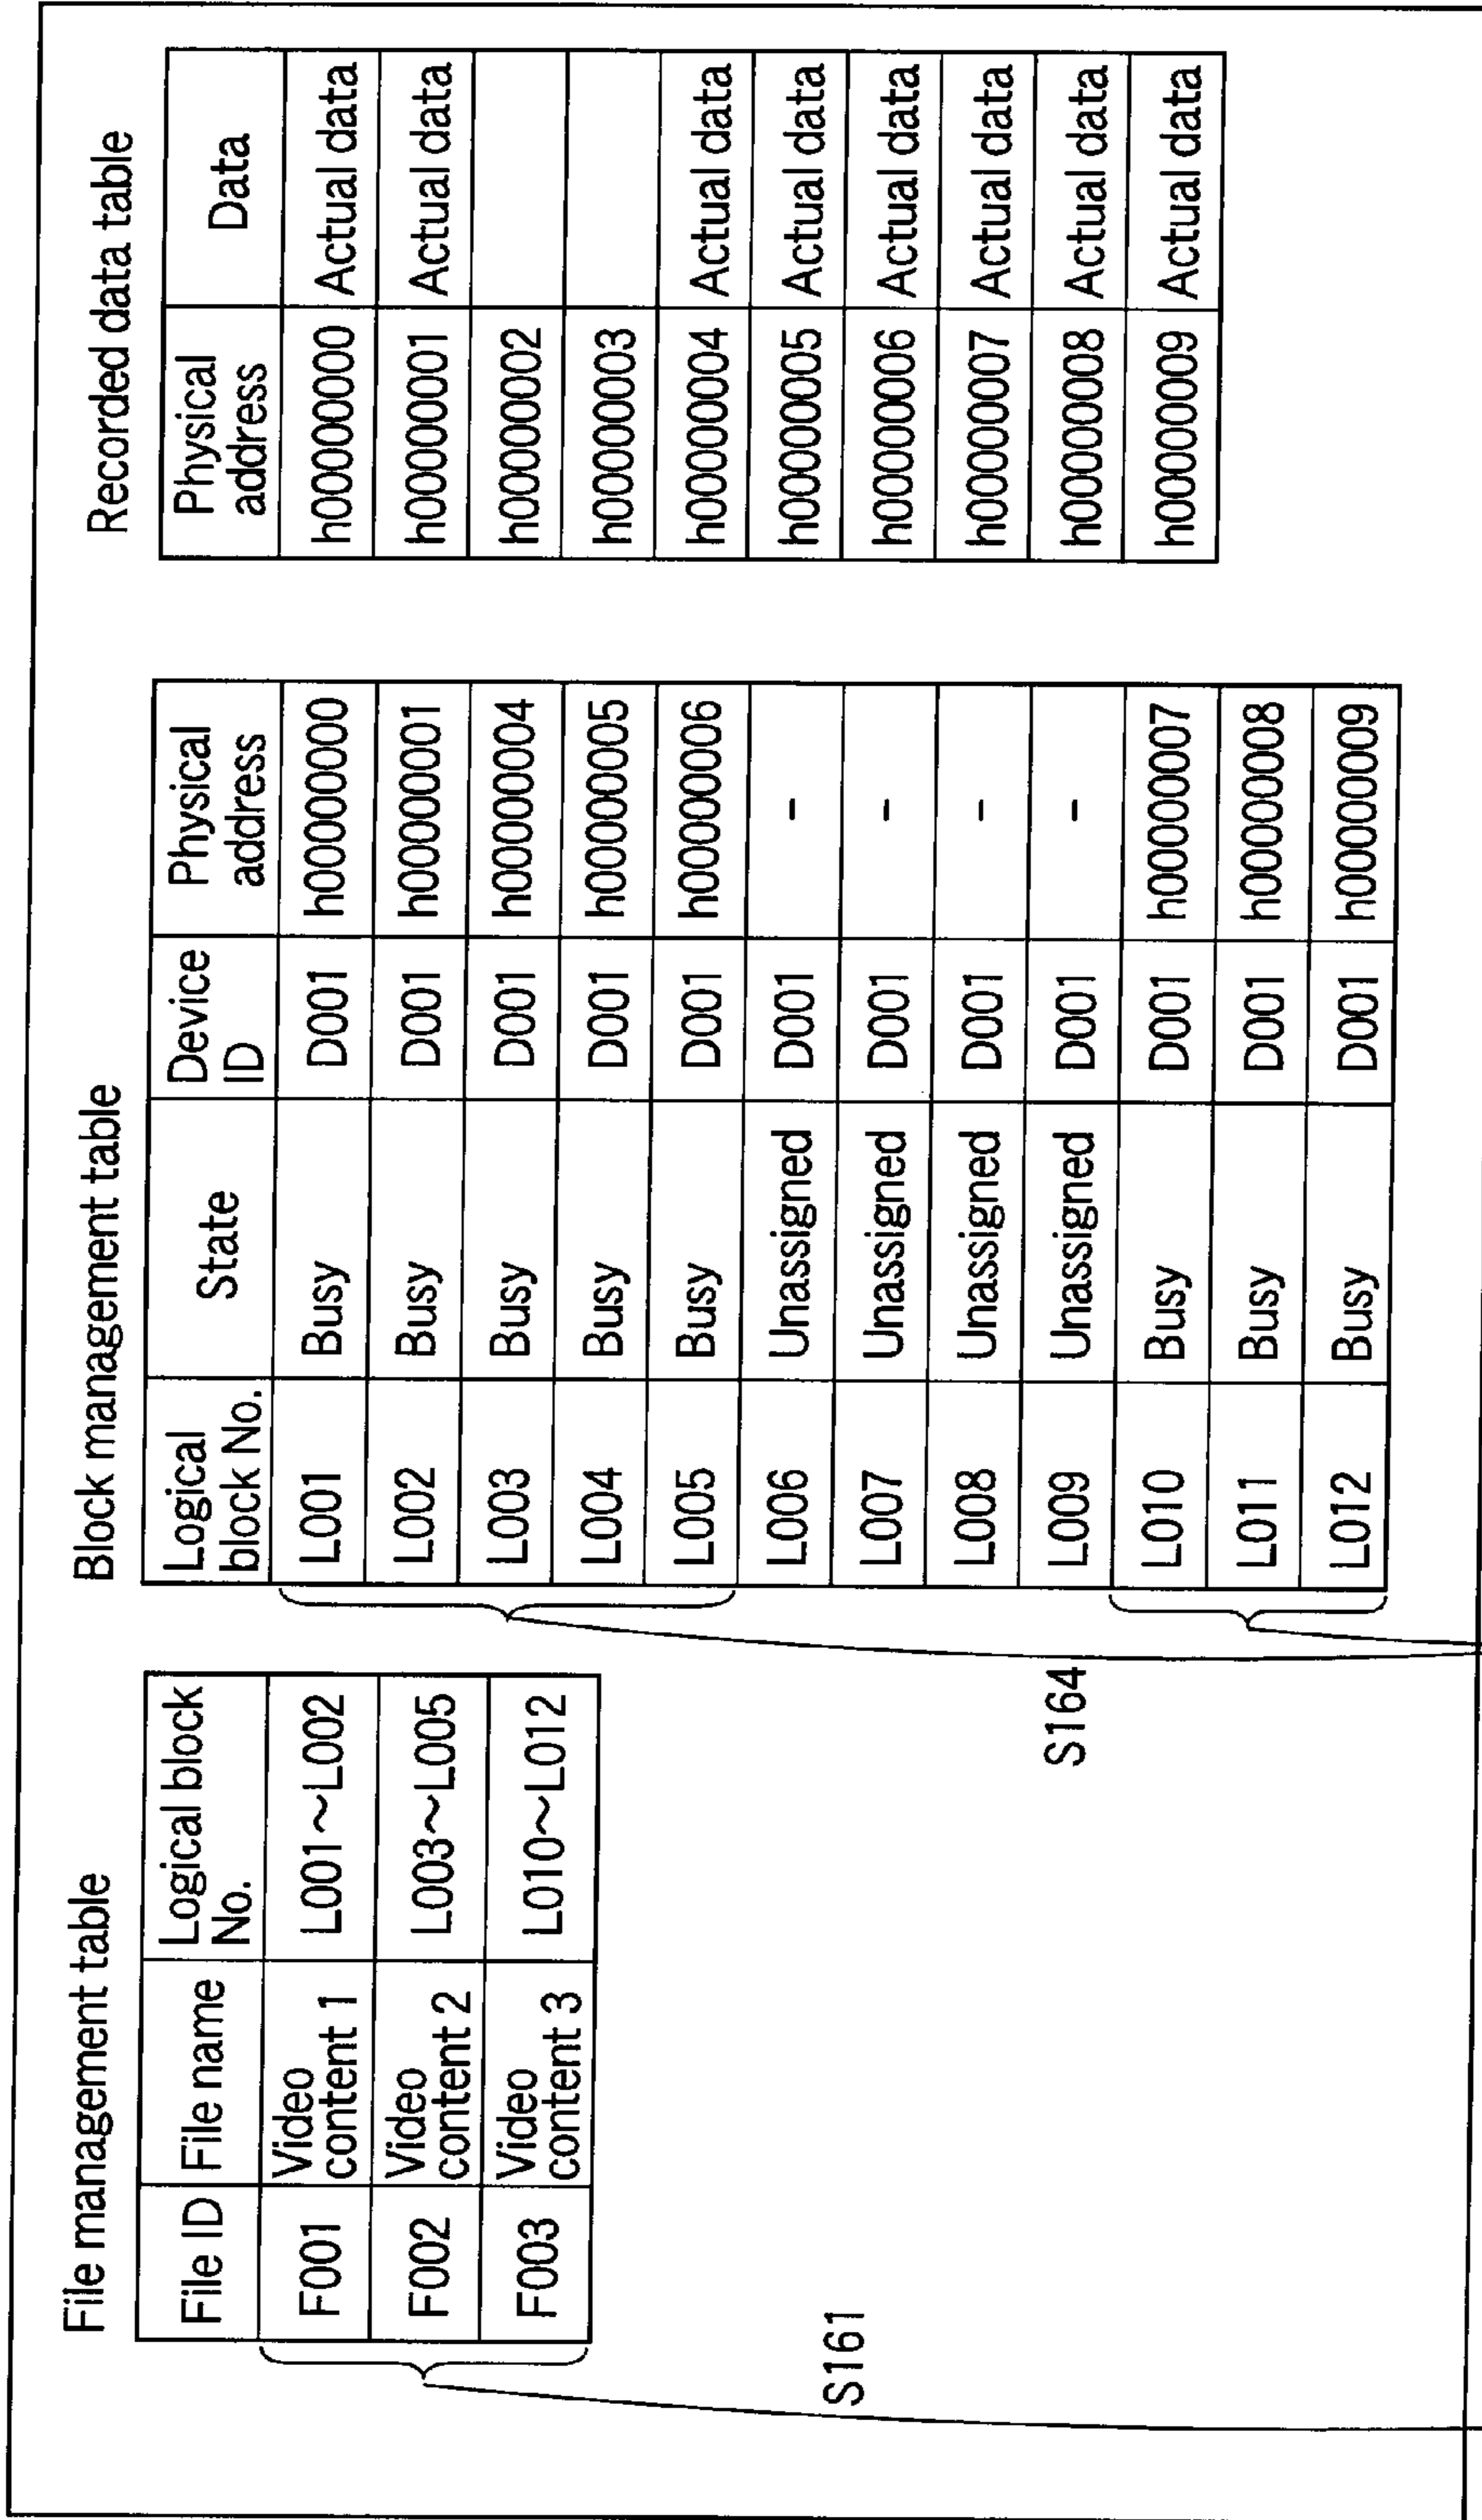 File management table
File ID File name Logical block
No.
F001 Video
content 1 L001~L002
F002 Video
content 2 L003~L005
F003 Video
content 3 L010~L012
S161
Block management table
Logical
block No. State Device
ID Physical
address
L001 Busy D001 h00000000
L002 Busy D001 h00000001
L003 Busy D001 h00000004
L004 Busy D001 h00000005
L005 Busy D001 h00000006
L006 Unassigned D001 -
L007 Unassigned D001 -
L008 Unassigned D001 -
L009 Unassigned D001 -
L010 Busy D001 h00000007
L011 Busy D001 h00000008
L012 Busy D001 h00000009
S164
Recorded data table
Physical
address Data
h00000000 Actual data
h00000001 Actual data
h00000002
h00000003
h00000004 Actual data
h00000005 Actual data
h00000006 Actual data
h00000007 Actual data
h00000008 Actual data
h00000009 Actual data